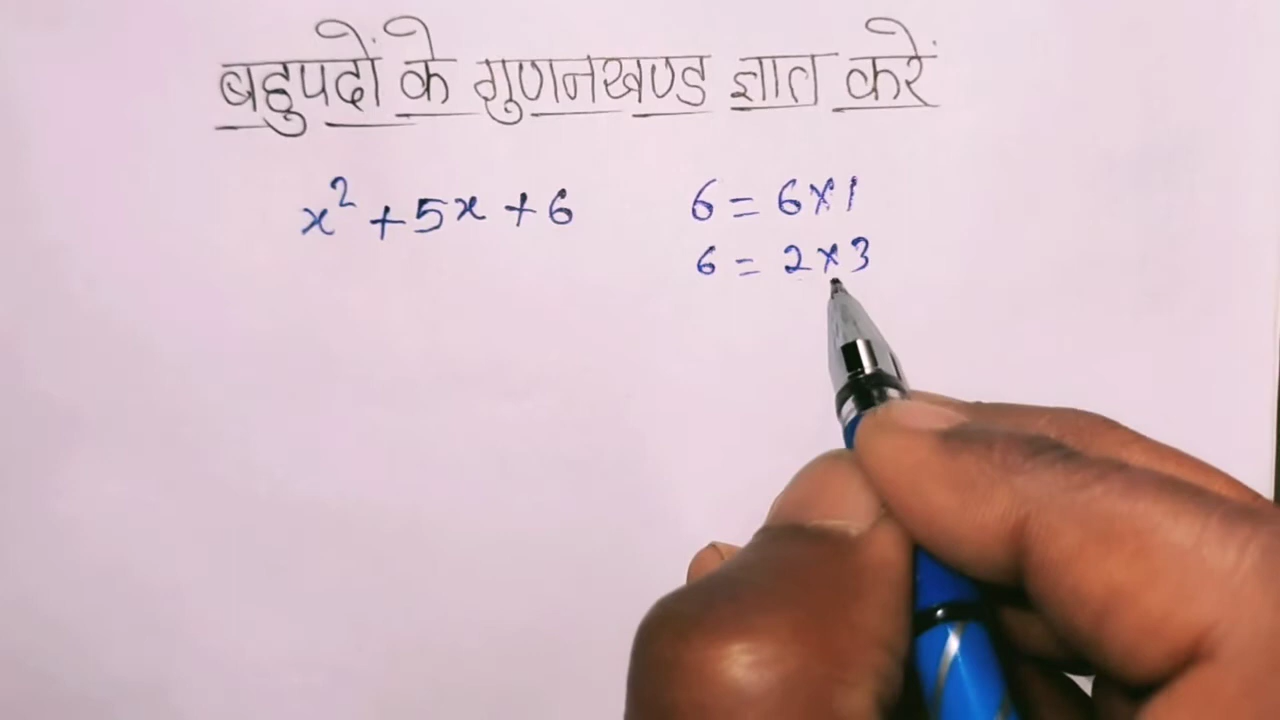 बहुपदों के गुणनखण्ड ज्ञात करें
x² + 5x + 6
6 = 6 × 1
6 = 2 × 3